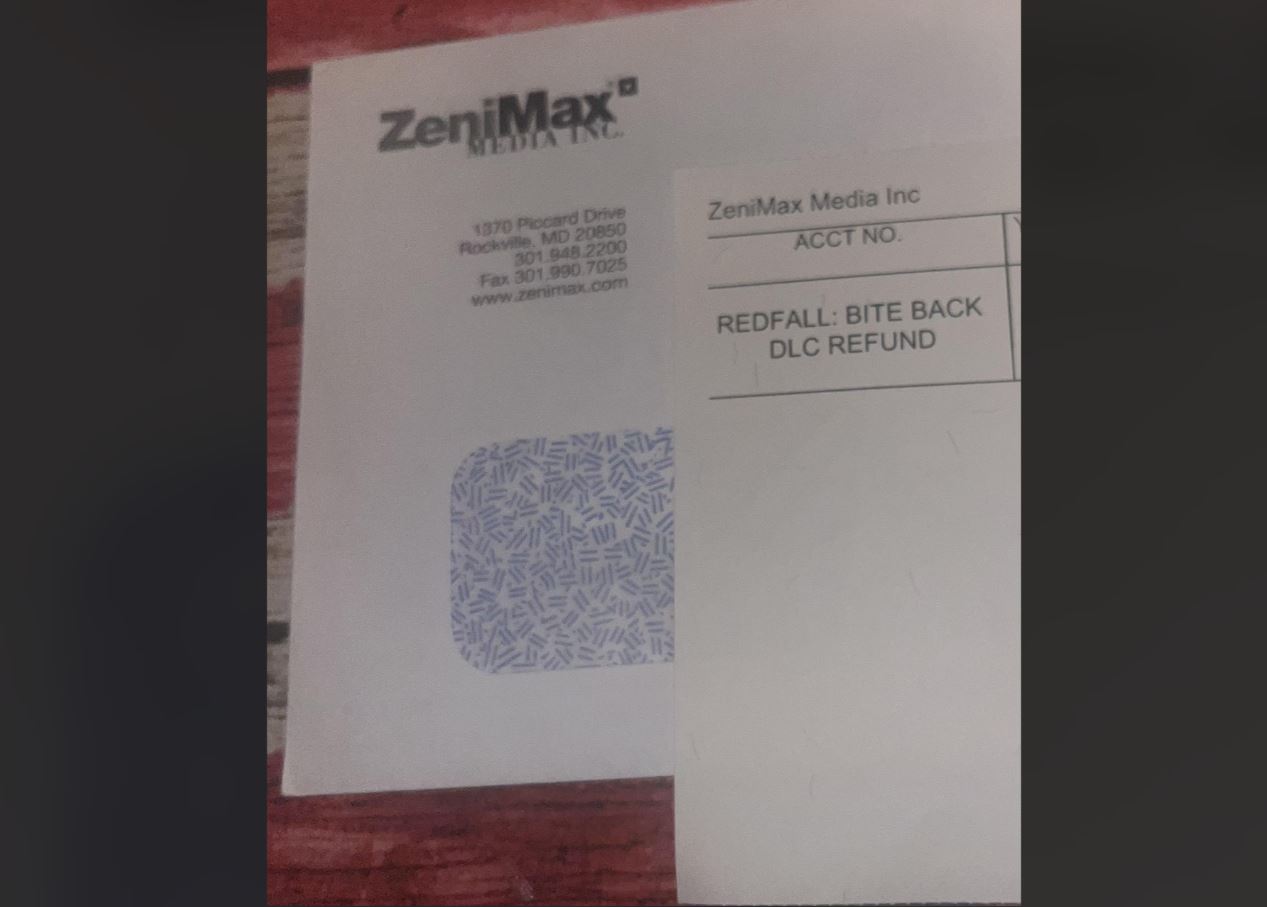 ZeniMax
MEDIA INC.
1370 Piccard Drive
Rockville, MD 20850
301.948.2200
Fax 301.990.7025
www.zenimax.com
ZeniMax Media Inc
ACCT NO.
REDFALL: BITE BACK
DLC REFUND